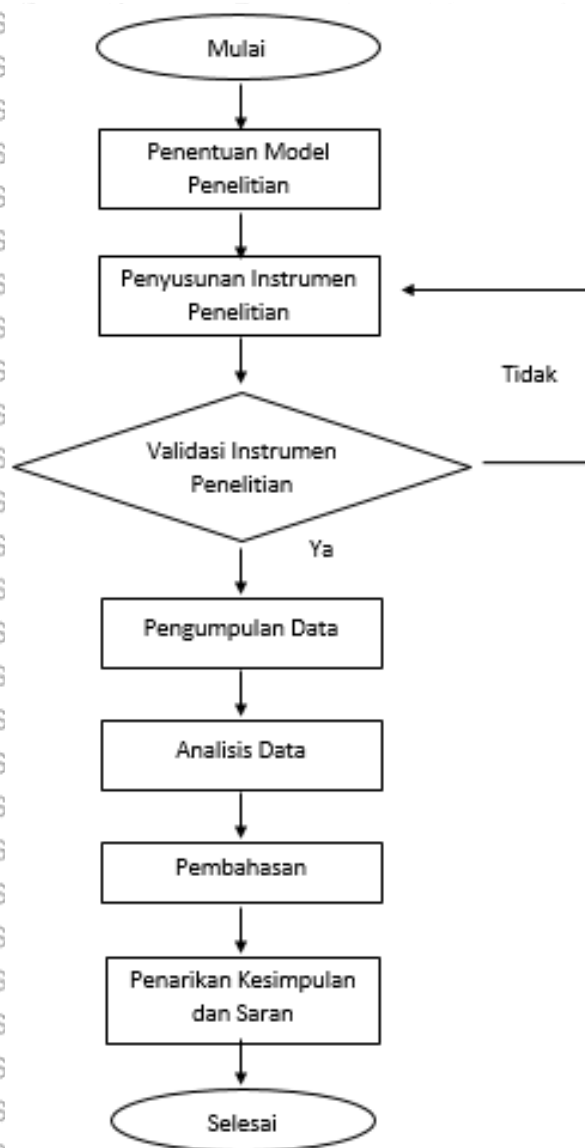 Mulai
Penentuan Model
Penelitian
Penyusunan Instrumen
Penelitian
Tidak
Validasi Instrumen
Penelitian
Ya
Pengumpulan Data
Analisis Data
Pembahasan
Penarikan Kesimpulan
dan Saran
Selesai